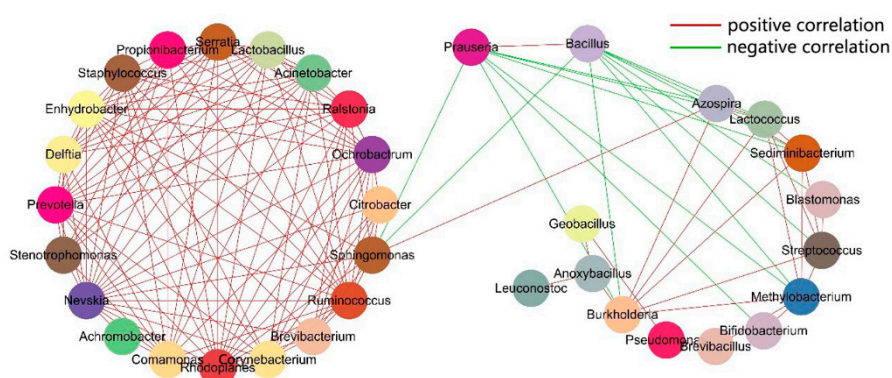 positive correlation
negative correlation
Serratia
Propionibacterium
Lactobacillus
Staphylococcus
Acinetobacter
Enhydrobacter
Ralstonia
Delftia
Ochrobactrum
Prevotella
Citrobacter
Stenotrophomonas
Sphingomonas
Nevskia
Ruminococcus
Achromobacter
Brevibacterium
Comamonas
Corynebacterium
Rhodoplanes
Prauseria
Bacillus
Azospira
Lactococcus
Sediminibacterium
Blastomonas
Geobacillus
Streptococcus
Anoxybacillus
Leuconostoc
Methylobacterium
Burkholderia
Bifidobacterium
Pseudomona
Brevibacillus